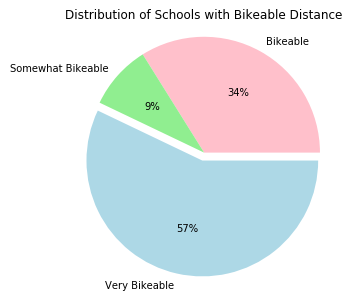 Distribution of Schools with Bikeable Distance
Bikeable
Somewhat Bikeable
34%
9%
57%
Very Bikeable